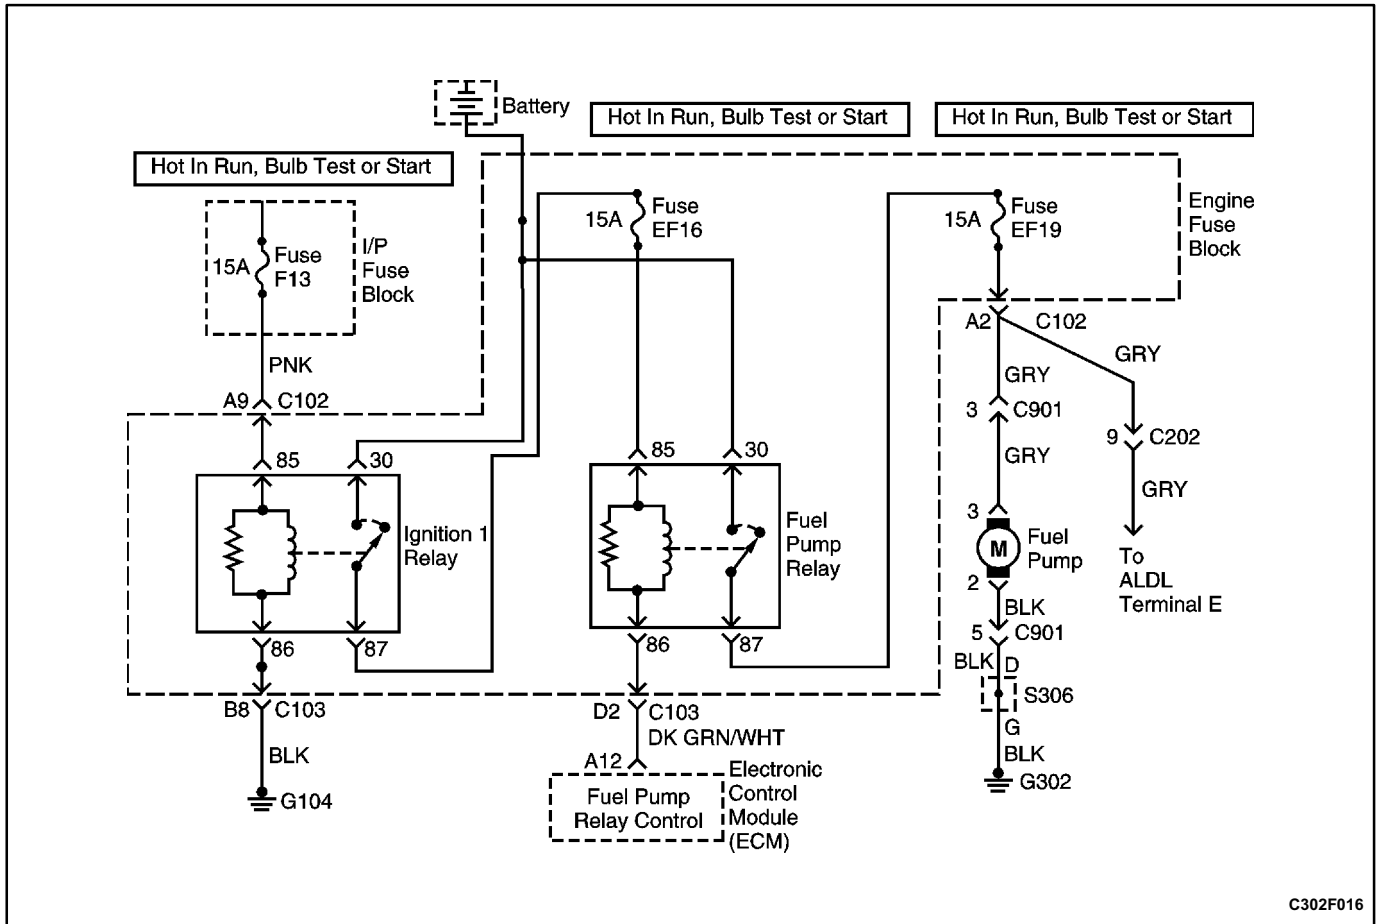 Battery
Hot In Run, Bulb Test or Start
Hot In Run, Bulb Test or Start
Hot In Run, Bulb Test or Start
15A
Fuse
F13
I/P
Fuse
Block
PNK
A9
C102
15A
Fuse
EF16
15A
Fuse
EF19
Engine
Fuse
Block
A2
C102
GRY
GRY
3
C901
9
C202
GRY
GRY
85
30
Ignition 1
Relay
86
87
85
30
Fuel
Pump
Relay
86
87
3
M
Fuel
Pump
2
To
ALDL
Terminal E
BLK
5
C901
BLK
D
S306
G
BLK
G302
B8
C103
BLK
G104
D2
C103
DK GRN/WHT
A12
Fuel Pump
Relay Control
Electronic
Control
Module
(ECM)
C302F016